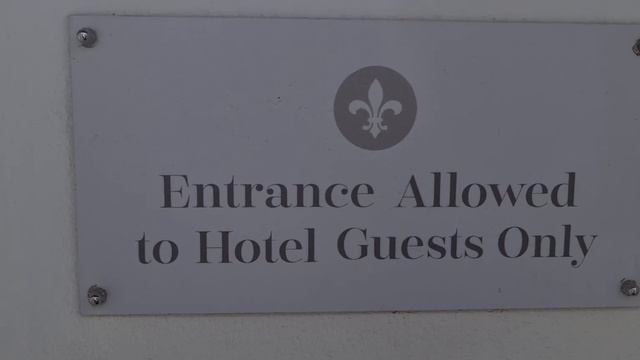 Entrance Allowed
to Hotel Guests Only